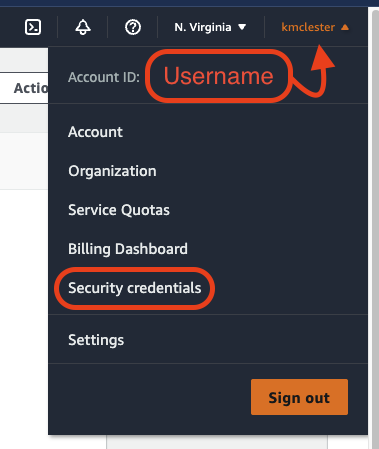 N. Virginia kmclester
Actio
Account ID: Username
Account
Organization
Service Quotas
Billing Dashboard
Security credentials
Settings
Sign out